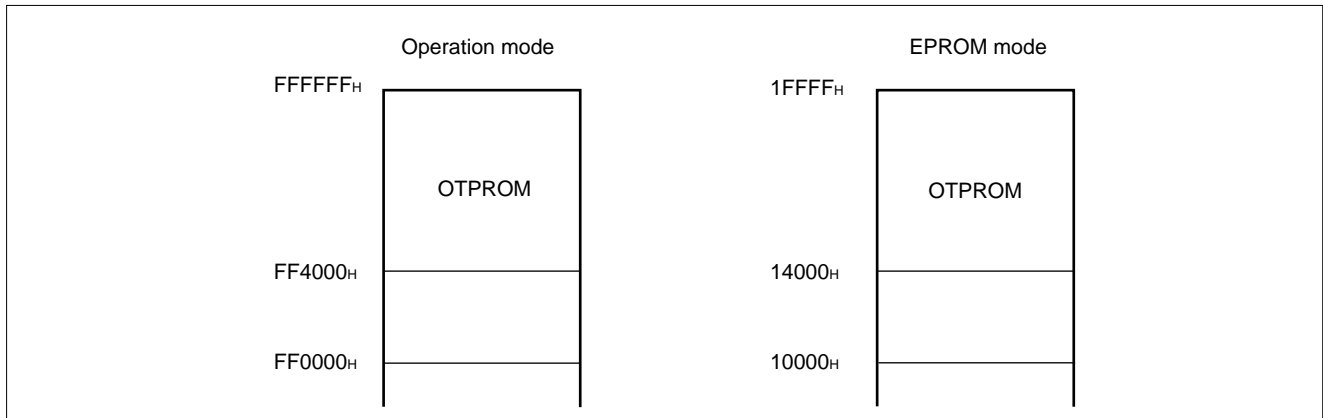 Operation mode
EPROM mode
FFFFFFH
1FFFFH
OTPROM
OTPROM
FF4000H
14000H
FF0000H
10000H